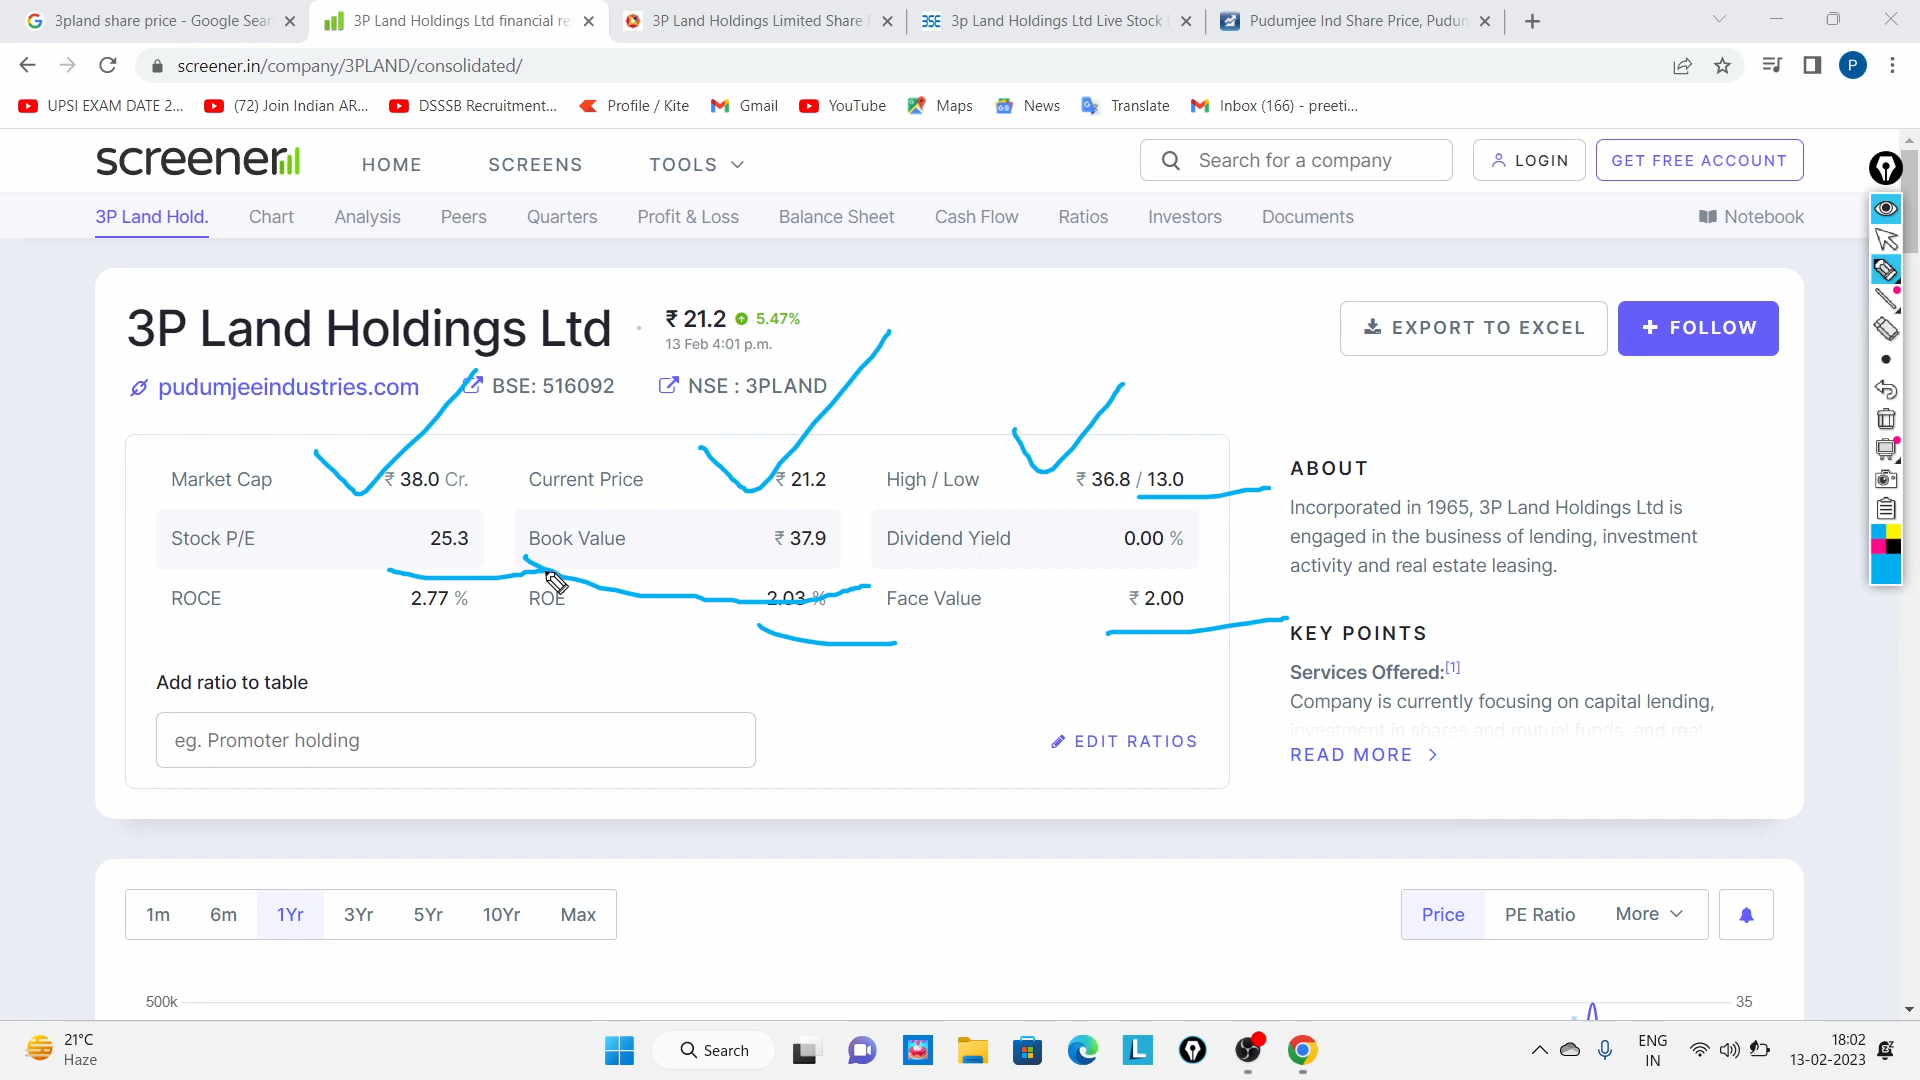 3pland share price - Google Sear
3P Land Holdings Ltd financial re
3P Land Holdings Limited Share P
BSE 3p Land Holdings Ltd Live Stock P
Pudumjee Ind Share Price, Pudum
screener.in/company/3PLAND/consolidated/
P
UPSI EXAM DATE 2...
(72) Join Indian AR...
DSSSB Recruitment...
Profile / Kite
Gmail
YouTube
Maps
News
Translate
Inbox (166) - preeti...
screener
HOME
SCREENS
TOOLS
Search for a company
LOGIN
GET FREE ACCOUNT
3P Land Hold.
Chart
Analysis
Peers
Quarters
Profit & Loss
Balance Sheet
Cash Flow
Ratios
Investors
Documents
Notebook
3P Land Holdings Ltd
₹ 21.2 5.47%
13 Feb 4:01 p.m.
EXPORT TO EXCEL
+ FOLLOW
pudumjeeindustries.com
BSE: 516092
NSE : 3PLAND
Market Cap ₹ 38.0 Cr.
Current Price ₹ 21.2
High / Low ₹ 36.8 / 13.0
Stock P/E 25.3
Book Value ₹ 37.9
Dividend Yield 0.00 %
ROCE 2.77 %
ROE 2.03 %
Face Value ₹ 2.00
Add ratio to table
eg. Promoter holding
EDIT RATIOS
ABOUT
Incorporated in 1965, 3P Land Holdings Ltd is
engaged in the business of lending, investment
activity and real estate leasing.
KEY POINTS
Services Offered:[1]
Company is currently focusing on capital lending,
investment in shares and mutual funds, and real
READ MORE
1m
6m
1Yr
3Yr
5Yr
10Yr
Max
Price
PE Ratio
More
500k
35
21°C
Haze
Search
L
ENG
IN
18:02
13-02-2023